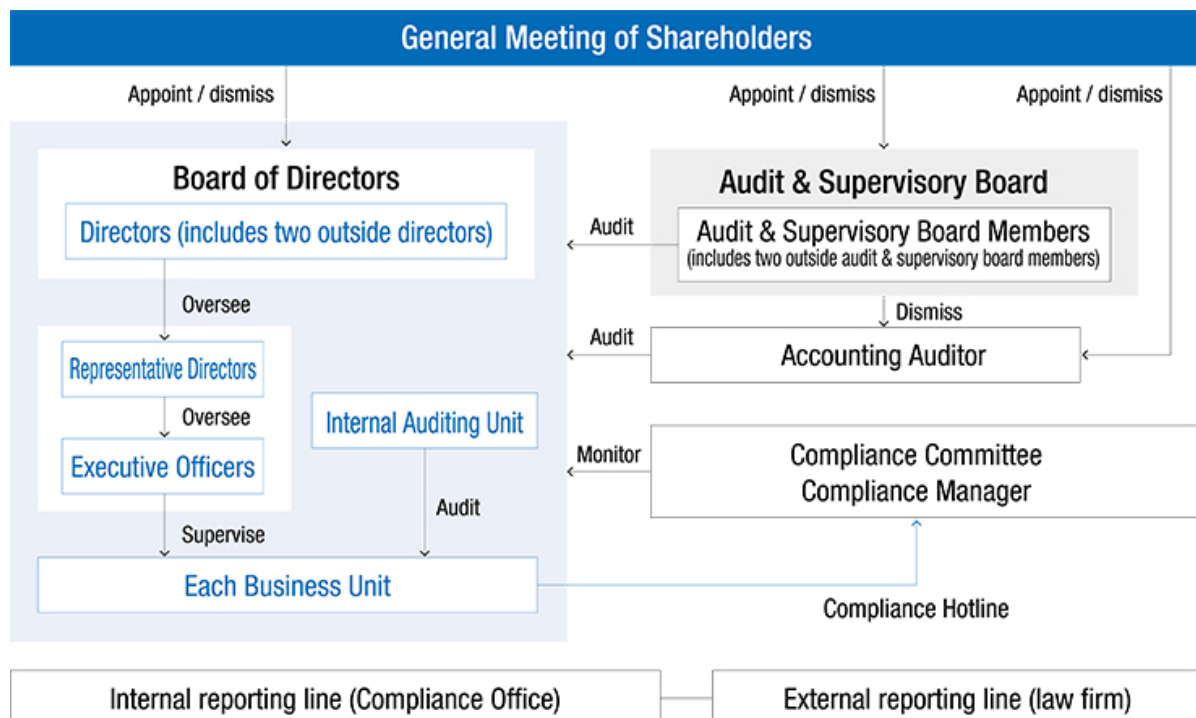 General Meeting of Shareholders
Appoint / dismiss
Appoint / dismiss
Appoint / dismiss
Board of Directors
Directors (includes two outside directors)
Audit & Supervisory Board
Audit & Supervisory Board Members
(includes two outside audit & supervisory board members)
Audit
Oversee
Dismiss
Representative Directors
Audit
Accounting Auditor
Oversee
Internal Auditing Unit
Executive Officers
Monitor
Compliance Committee
Compliance Manager
Supervise
Audit
Each Business Unit
Compliance Hotline
Internal reporting line (Compliance Office)
External reporting line (law firm)